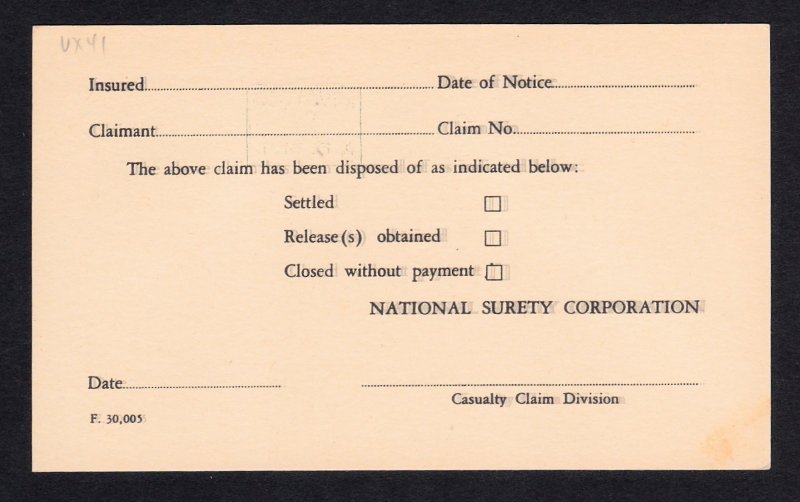 UX41
Insured Date of Notice
Claimant Claim No.
The above claim has been disposed of as indicated below:
Settled □
Release(s) obtained □
Closed without payment □
NATIONAL SURETY CORPORATION
Date
Casualty Claim Division
F. 30,005